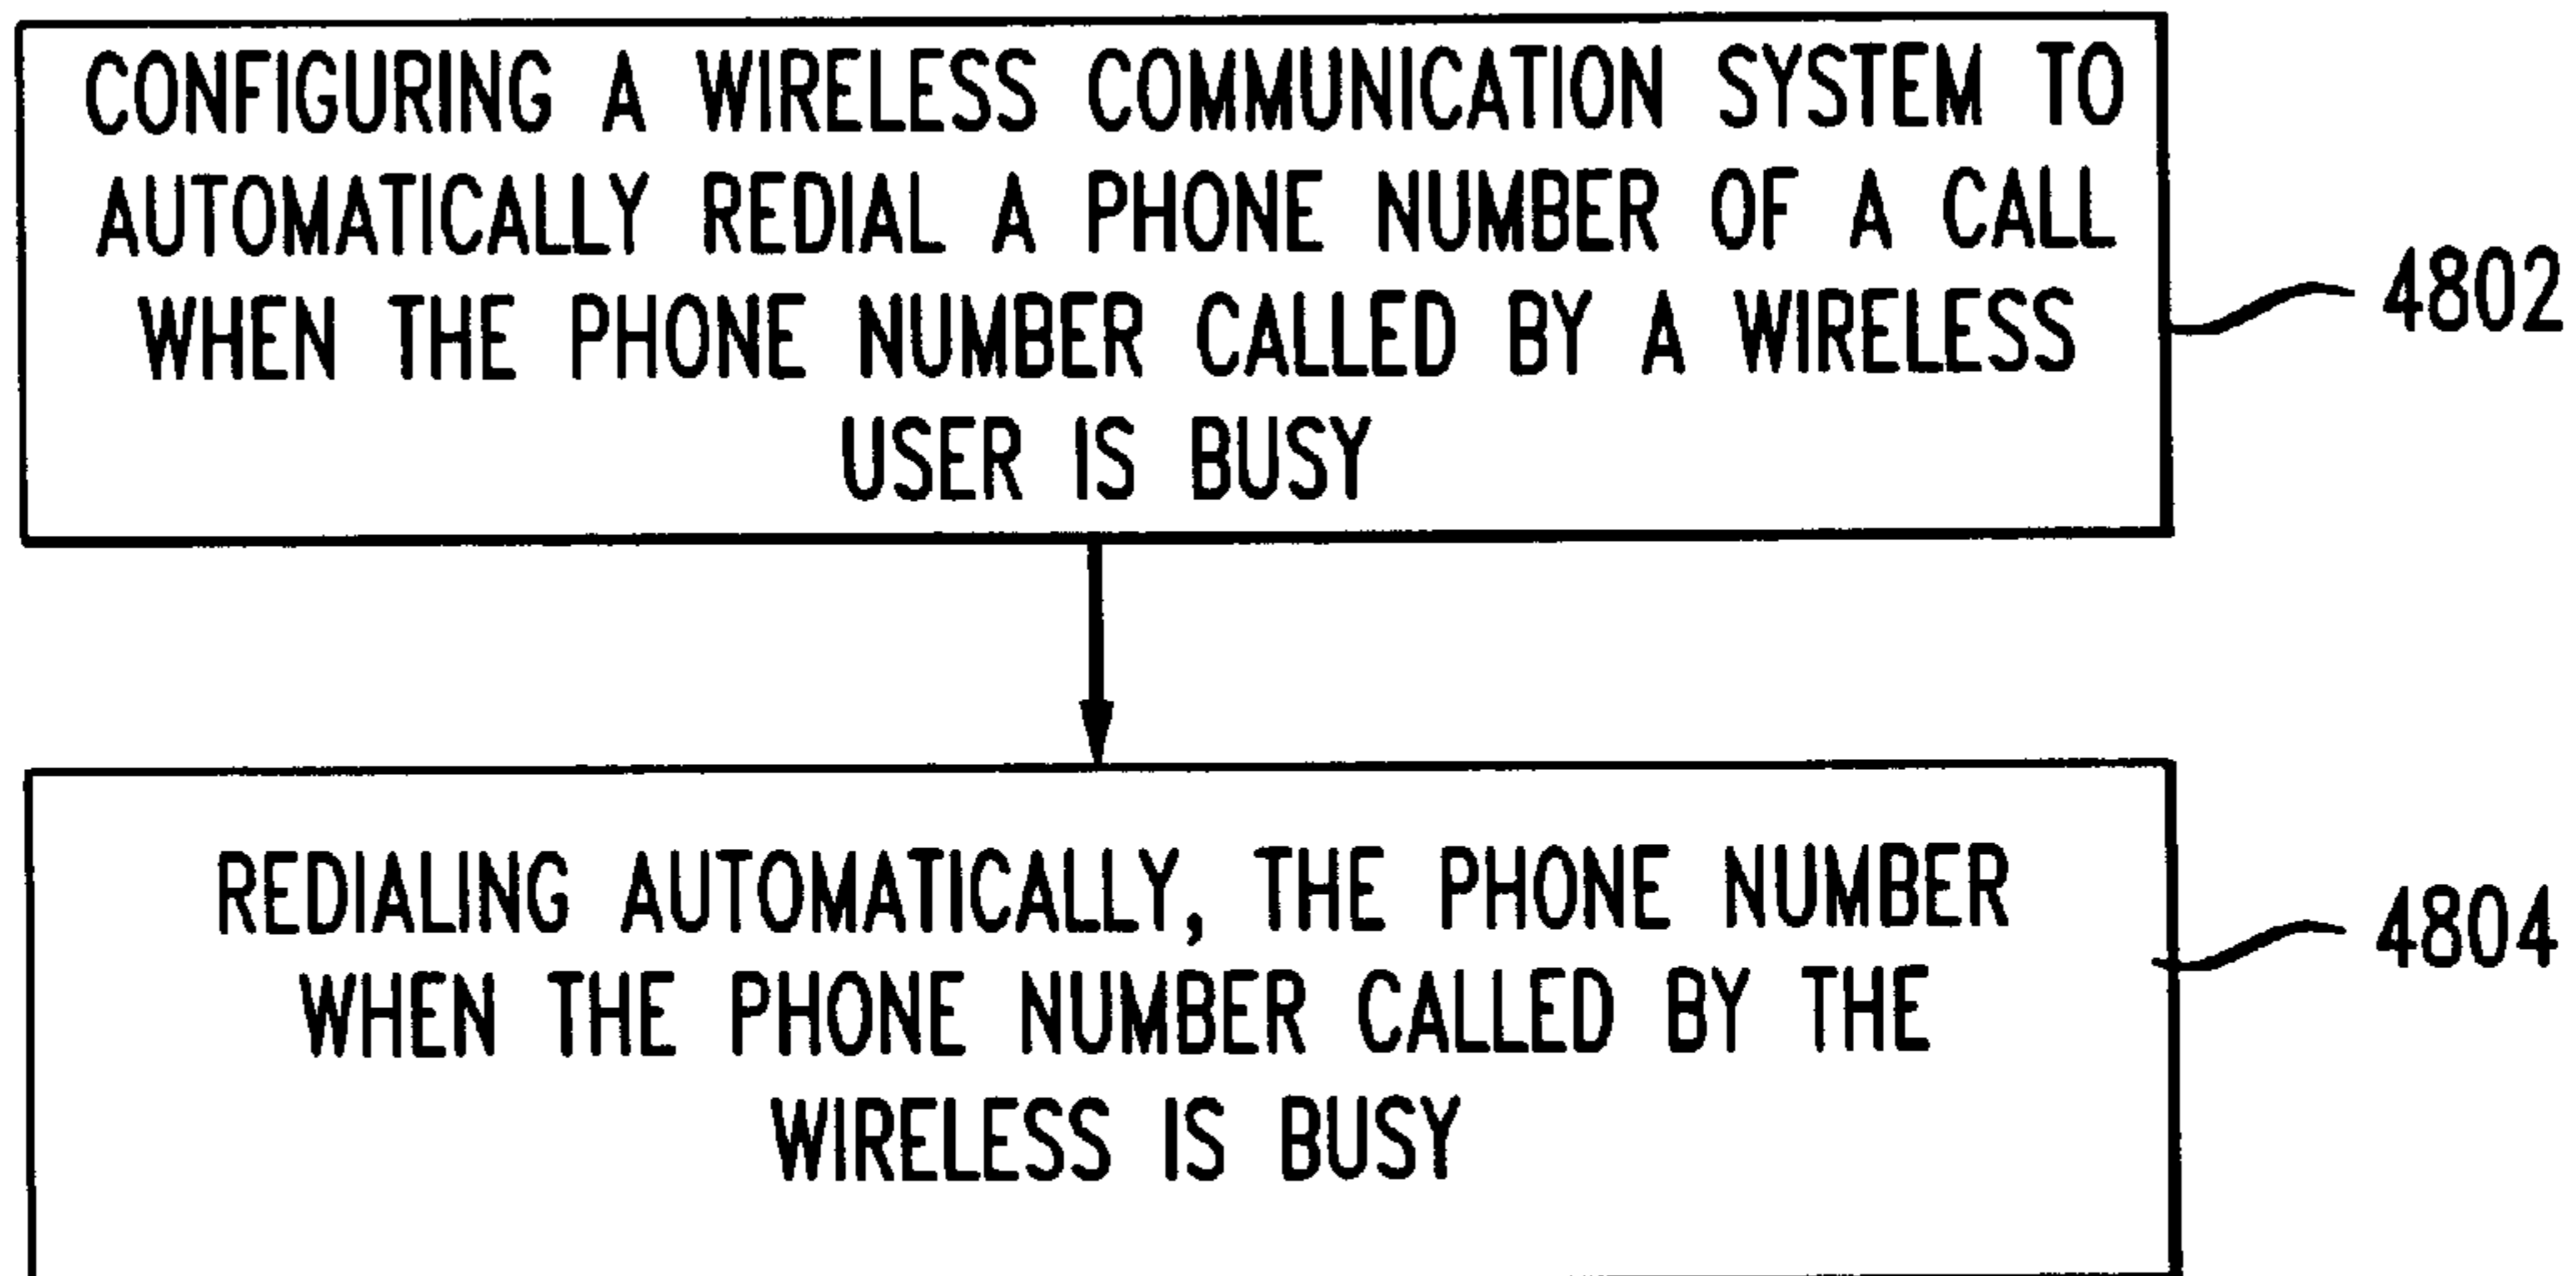 CONFIGURING A WIRELESS COMMUNICATION SYSTEM TO
AUTOMATICALLY REDIAL A PHONE NUMBER OF A CALL
WHEN THE PHONE NUMBER CALLED BY A WIRELESS
USER IS BUSY
4802
REDIALING AUTOMATICALLY, THE PHONE NUMBER
WHEN THE PHONE NUMBER CALLED BY THE
WIRELESS IS BUSY
4804